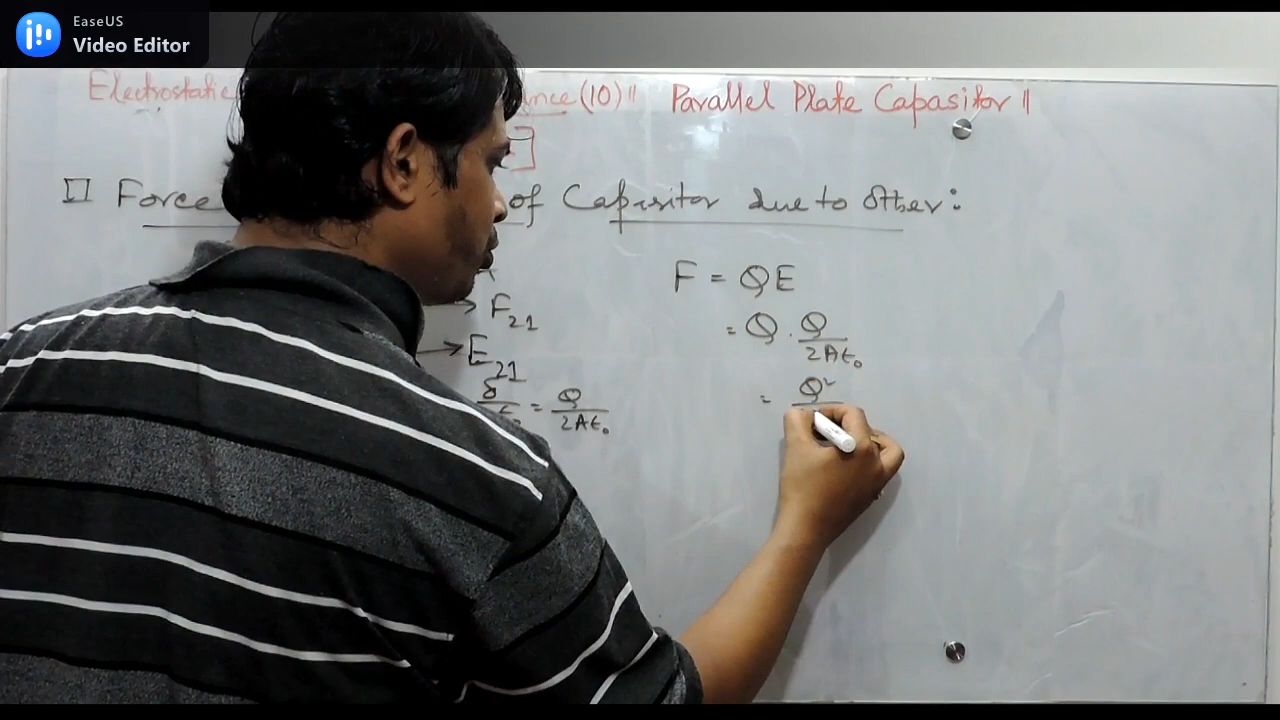 EaseUS
Video Editor
Electrostatic ance (10) || Parallel Plate Capasitor ||
Force of Capasitor due to Other:
F = QE
F₂₁
= Q . Q/2Aϵ₀
E₂₁
= Q/2Aϵ₀
= Q²